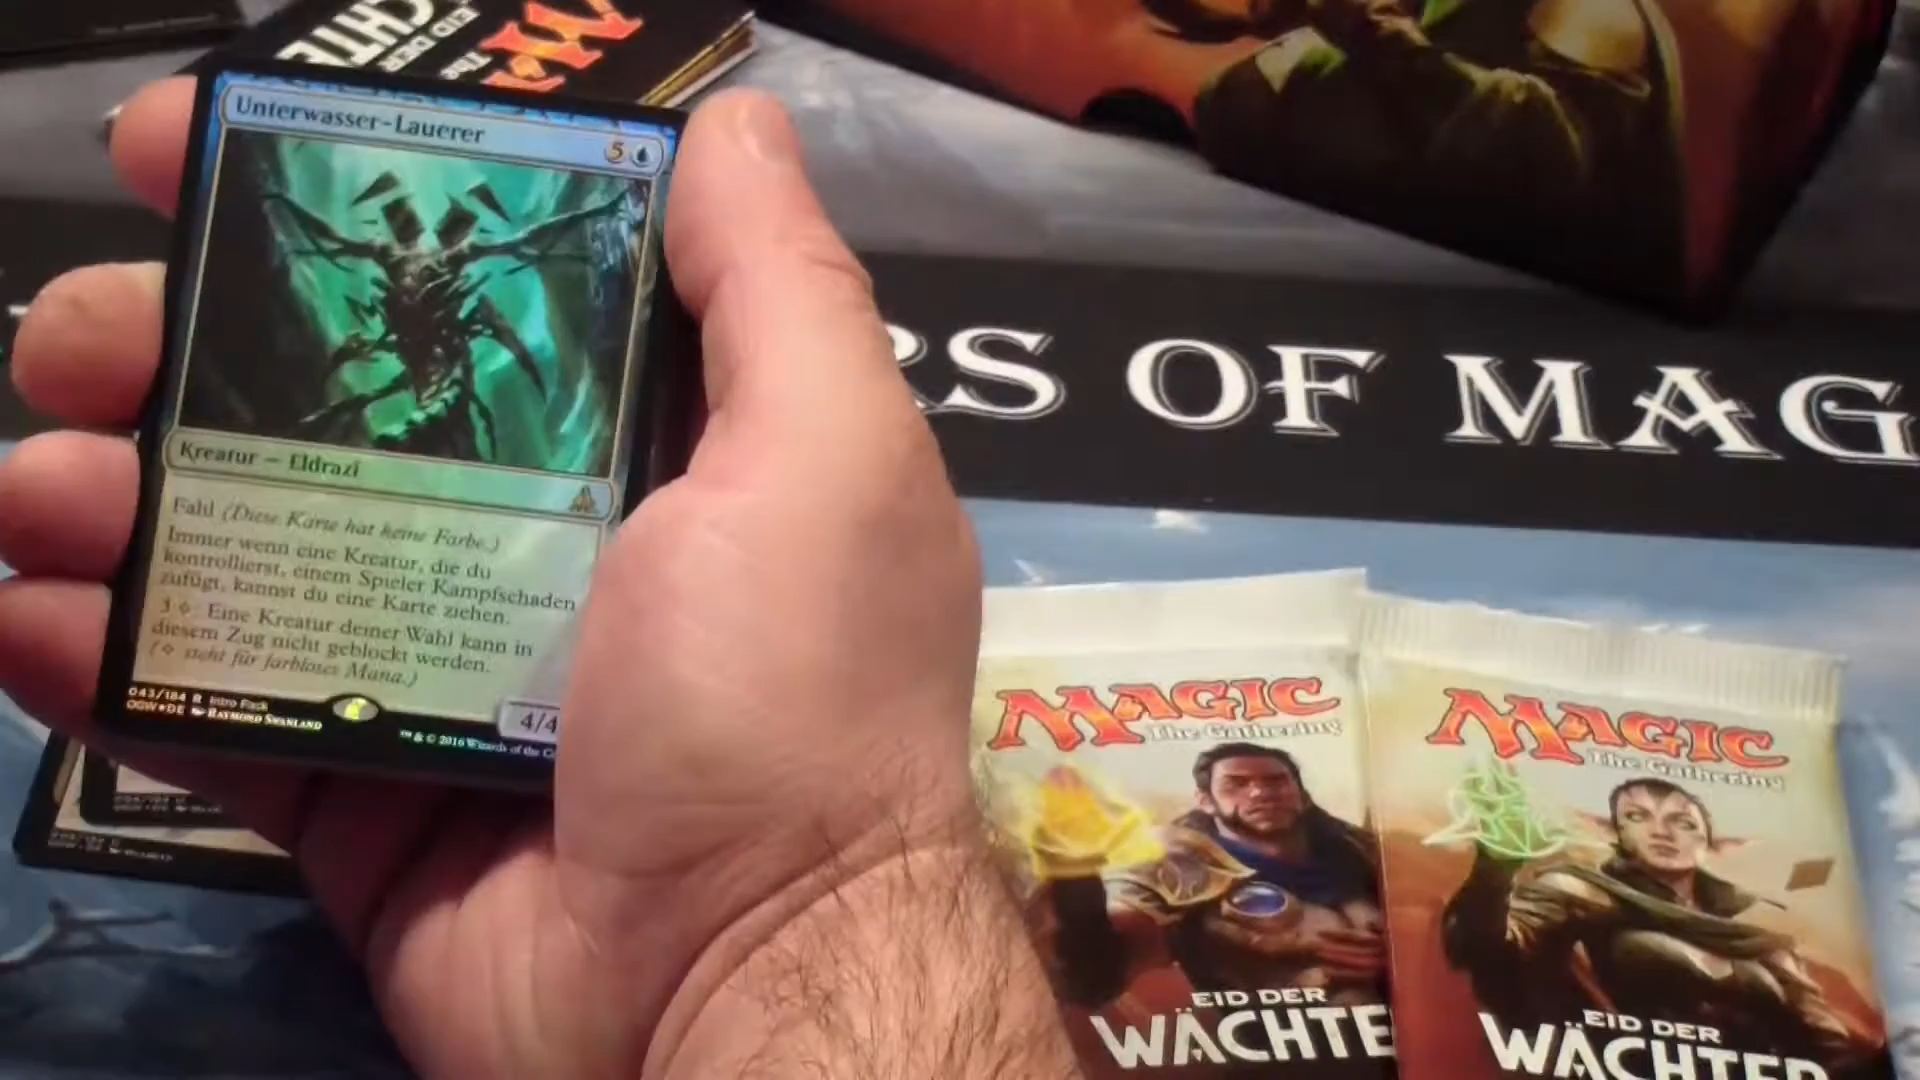 EID DER
The
Unterwasser-Lauerer
5
Kreatur — Eldrazi
Fahl (Diese Karte hat keine Farbe.)
Immer wenn eine Kreatur, die du
kontrollierst, einem Spieler Kampfschaden
zufügt, kannst du eine Karte ziehen.
3 : Eine Kreatur deiner Wahl kann in
diesem Zug nicht geblockt werden.
( steht für farbloses Mana.)
043/184 R Intro Pack
OGW★DE RAYMOND SWANLAND
4/4
™ & © 2016 Wizards of the
RS OF MAG
MAGIC
The Gathering
EID DER
WÄCHTE
MAGIC
The Gathering
EID DER
WÄCHTER